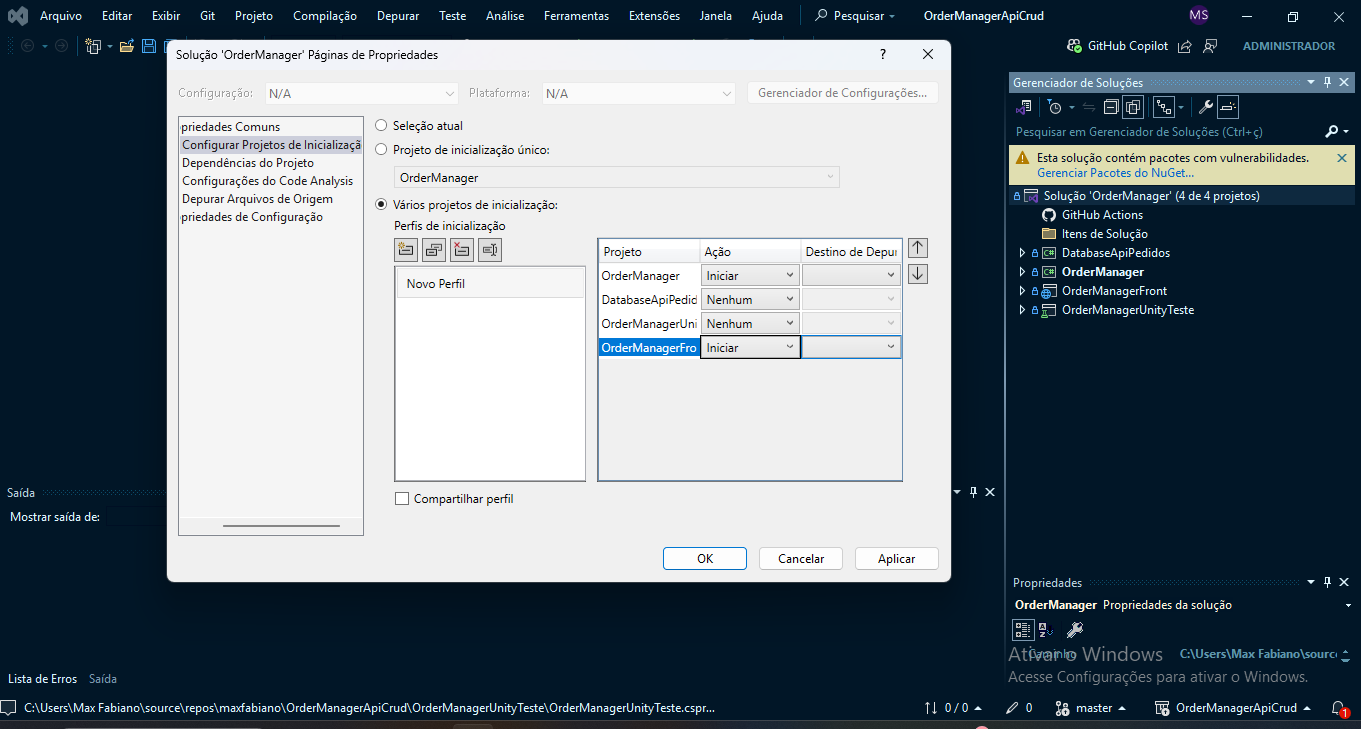 Arquivo Editar Exibir Git Projeto Compilação Depurar Teste Análise Ferramentas Extensões Janela Ajuda Pesquisar OrderManagerApiCrud MS
GitHub Copilot ADMINISTRADOR
Solução 'OrderManager' Páginas de Propriedades ?
Configuração: N/A Plataforma: N/A Gerenciador de Configurações...
priedades Comuns
Configurar Projetos de Inicializaçã
Dependências do Projeto
Configurações do Code Analysis
Depurar Arquivos de Origem
priedades de Configuração
Seleção atual
Projeto de inicialização único:
OrderManager
Vários projetos de inicialização:
Perfis de inicialização
Novo Perfil
Projeto Ação Destino de Depur
OrderManager Iniciar
DatabaseApiPedid Nenhum
OrderManagerUni Nenhum
OrderManagerFro Iniciar
Compartilhar perfil
OK Cancelar Aplicar
Gerenciador de Soluções
Pesquisar em Gerenciador de Soluções (Ctrl+ç)
Esta solução contém pacotes com vulnerabilidades.
Gerenciar Pacotes do NuGet...
Solução 'OrderManager' (4 de 4 projetos)
GitHub Actions
Itens de Solução
DatabaseApiPedidos
OrderManager
OrderManagerFront
OrderManagerUnityTeste
Saída
Mostrar saída de:
Propriedades
OrderManager Propriedades da solução
Caminho C:\Users\Max Fabiano\source
Ativar o Windows
Acesse Configurações para ativar o Windows.
Lista de Erros Saída
C:\Users\Max Fabiano\source\repos\maxfabiano\OrderManagerApiCrud\OrderManagerUnityTeste\OrderManagerUnityTeste.cspr... 0 / 0 0 master OrderManagerApiCrud 1